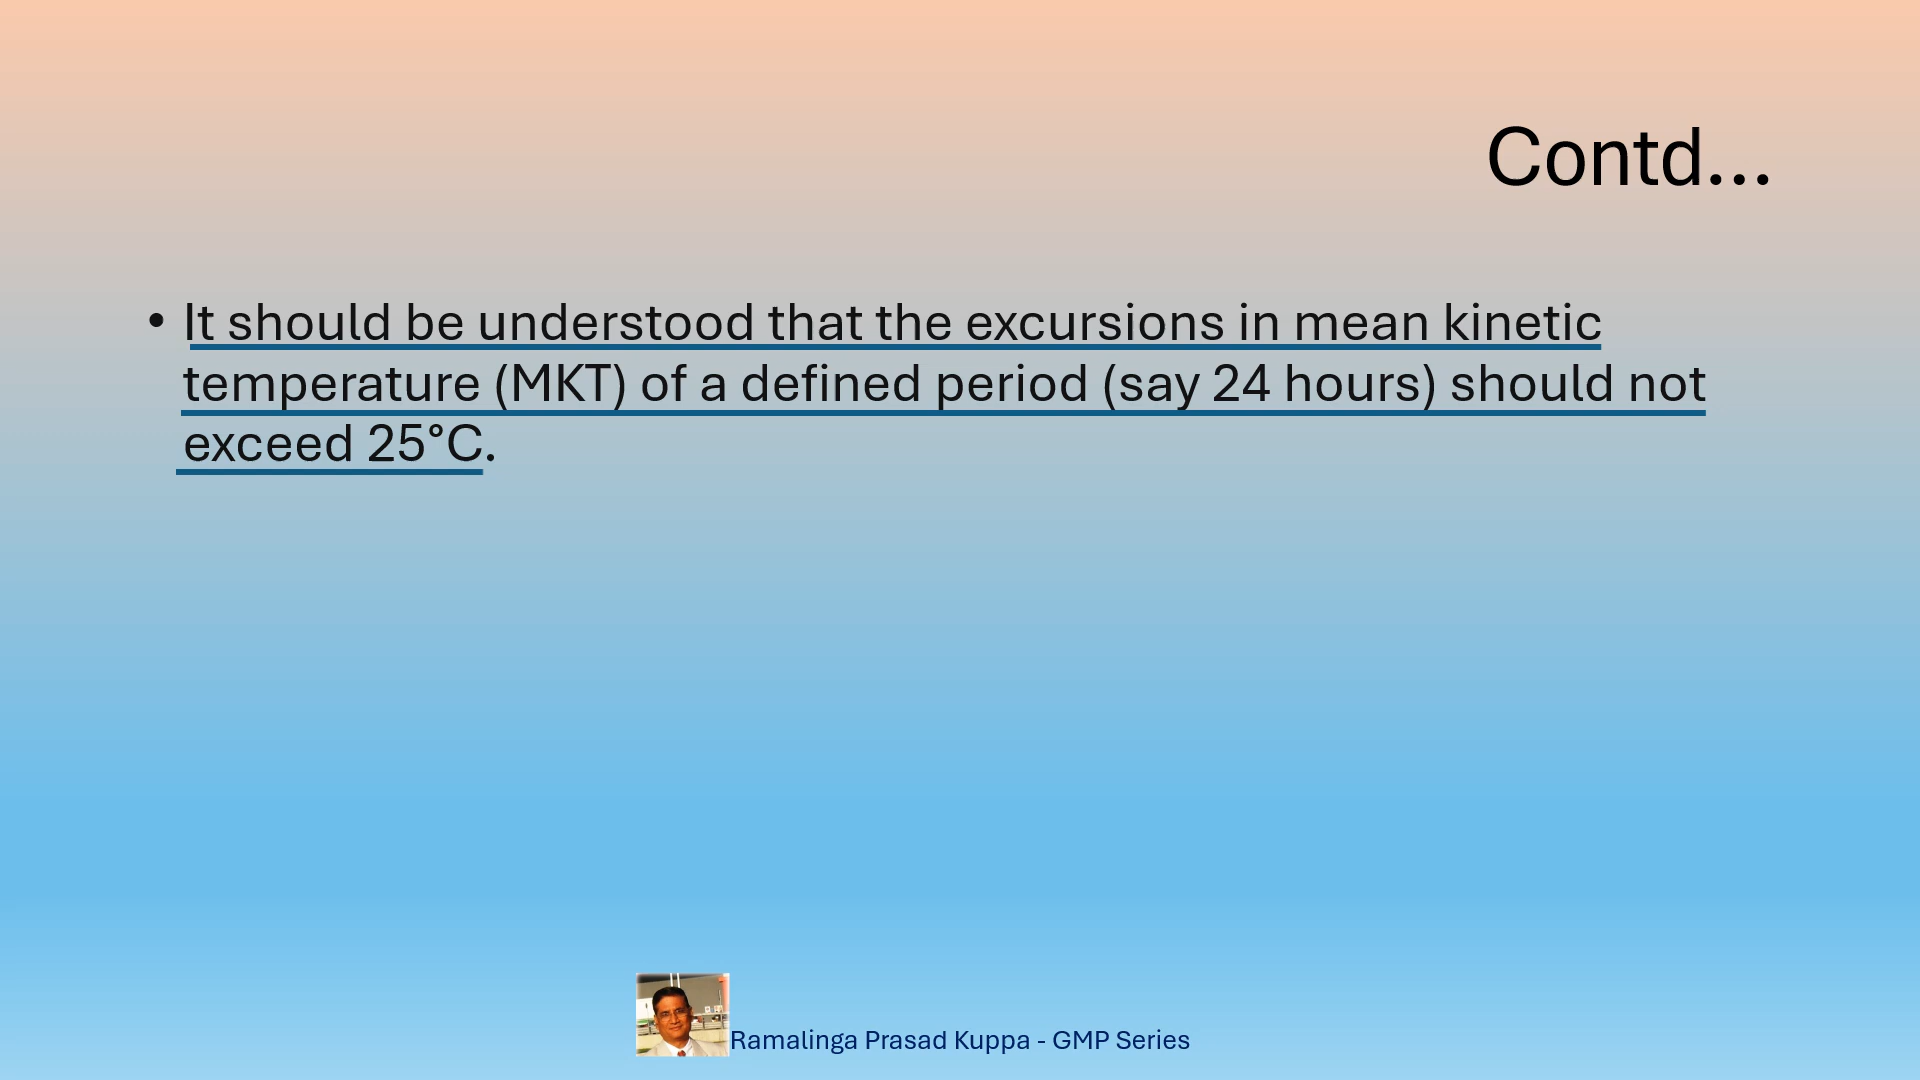 Contd...
• It should be understood that the excursions in mean kinetic
temperature (MKT) of a defined period (say 24 hours) should not
exceed 25°C.
Ramalinga Prasad Kuppa - GMP Series